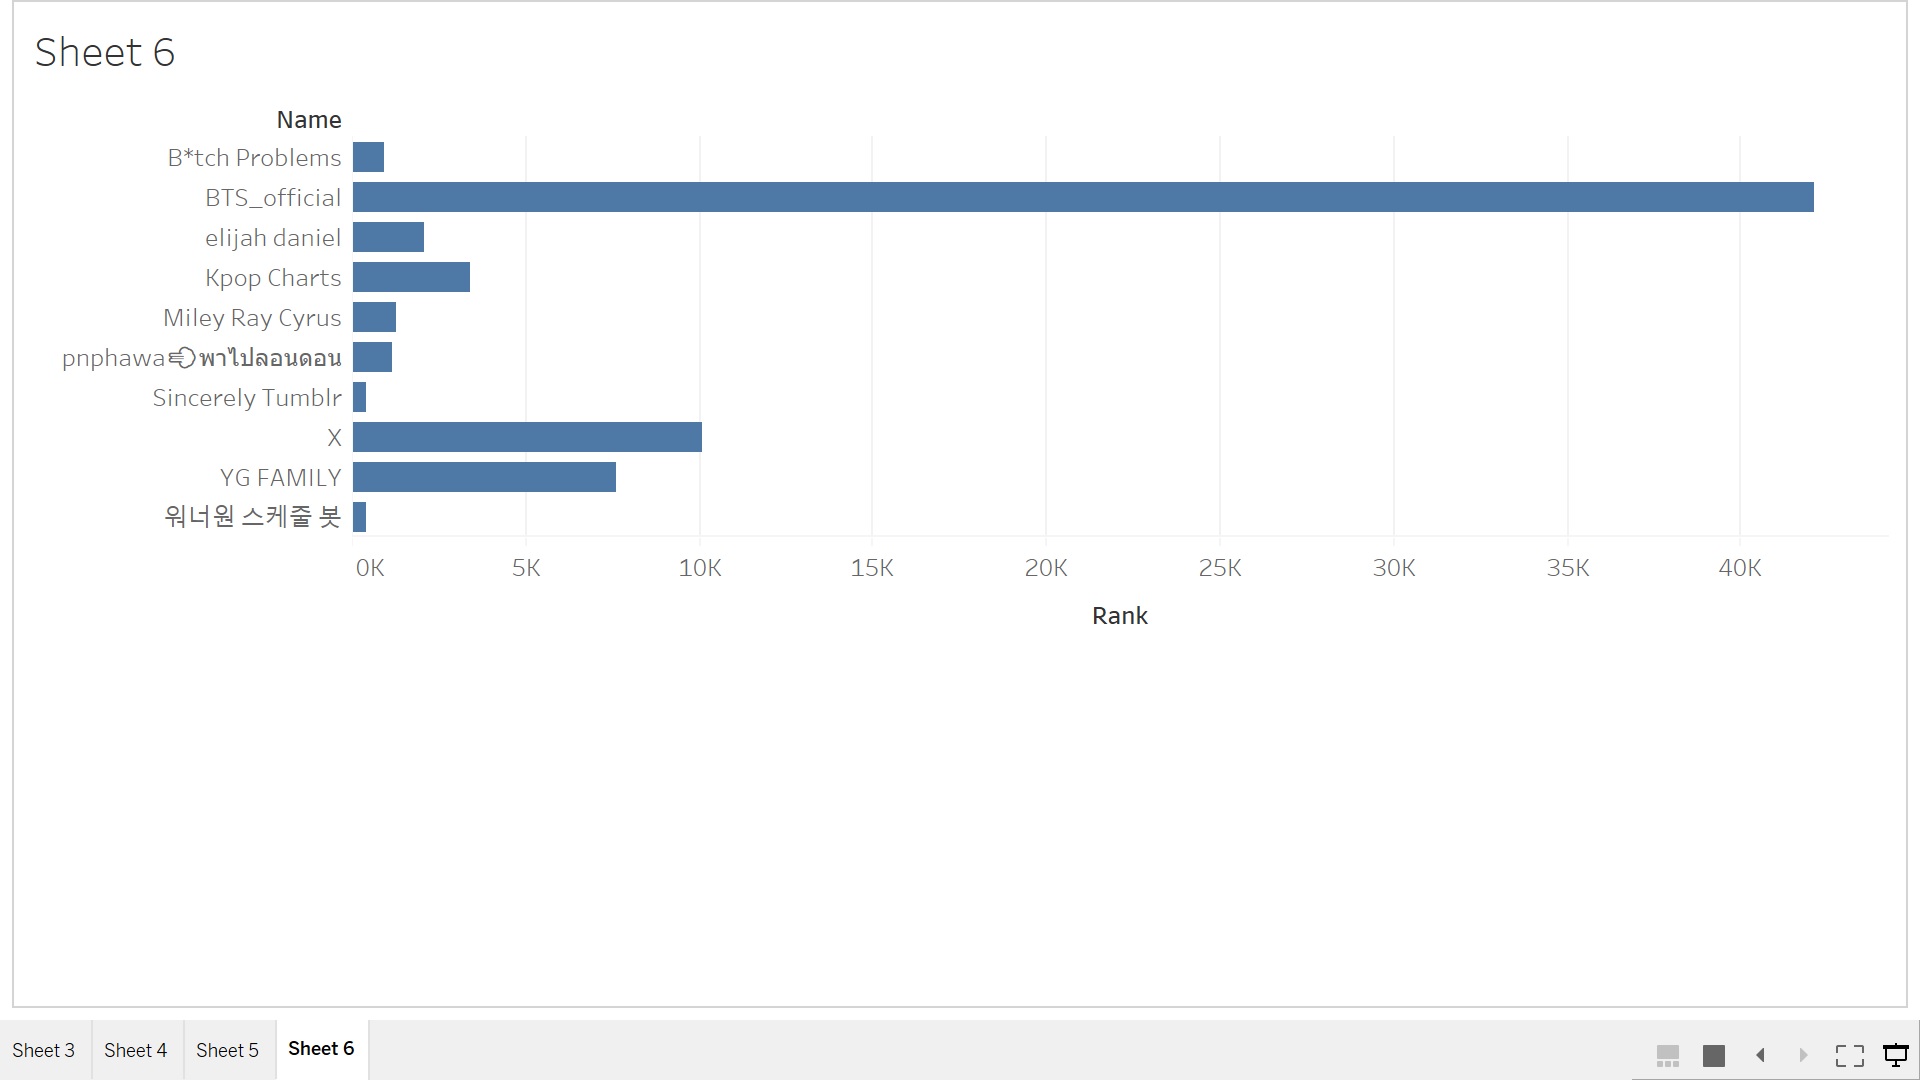 Sheet 6
Name
B*tch Problems
BTS_official
elijah daniel
Kpop Charts
Miley Ray Cyrus
pnphawa💨พาไปลอนดอน
Sincerely Tumblr
X
YG FAMILY
워너원 스케줄 봇
0K 5K 10K 15K 20K 25K 30K 35K 40K
Rank
Sheet 3 Sheet 4 Sheet 5 Sheet 6